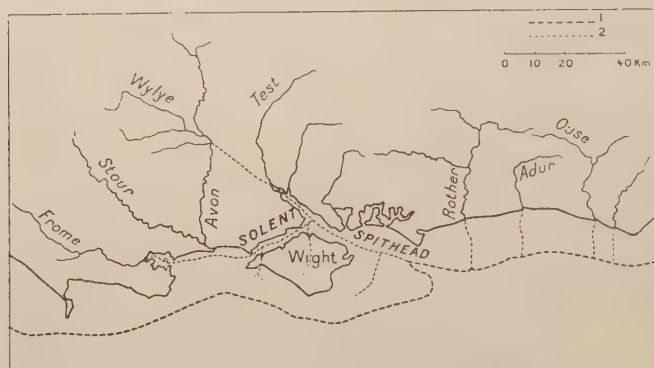 1
2
0 10 20 40 Km
Wylye
Test
Ouse
Stour
Avon
Rother
Adur
Frome
SOLENT
SPITHEAD
Wight